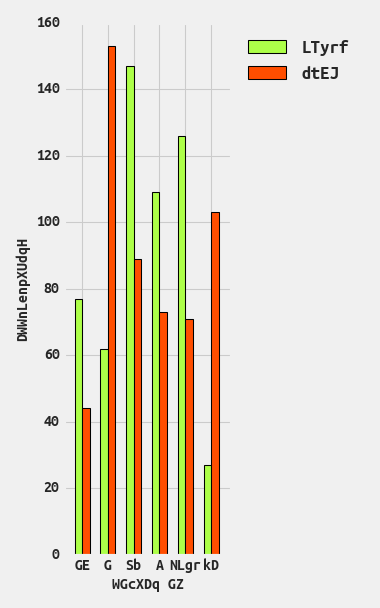 160
140
120
100
80
60
40
20
0
DWWnLenpXUdqH
GE G Sb A NLgr kD
WGcXDq GZ
LTyrf
dtEJ